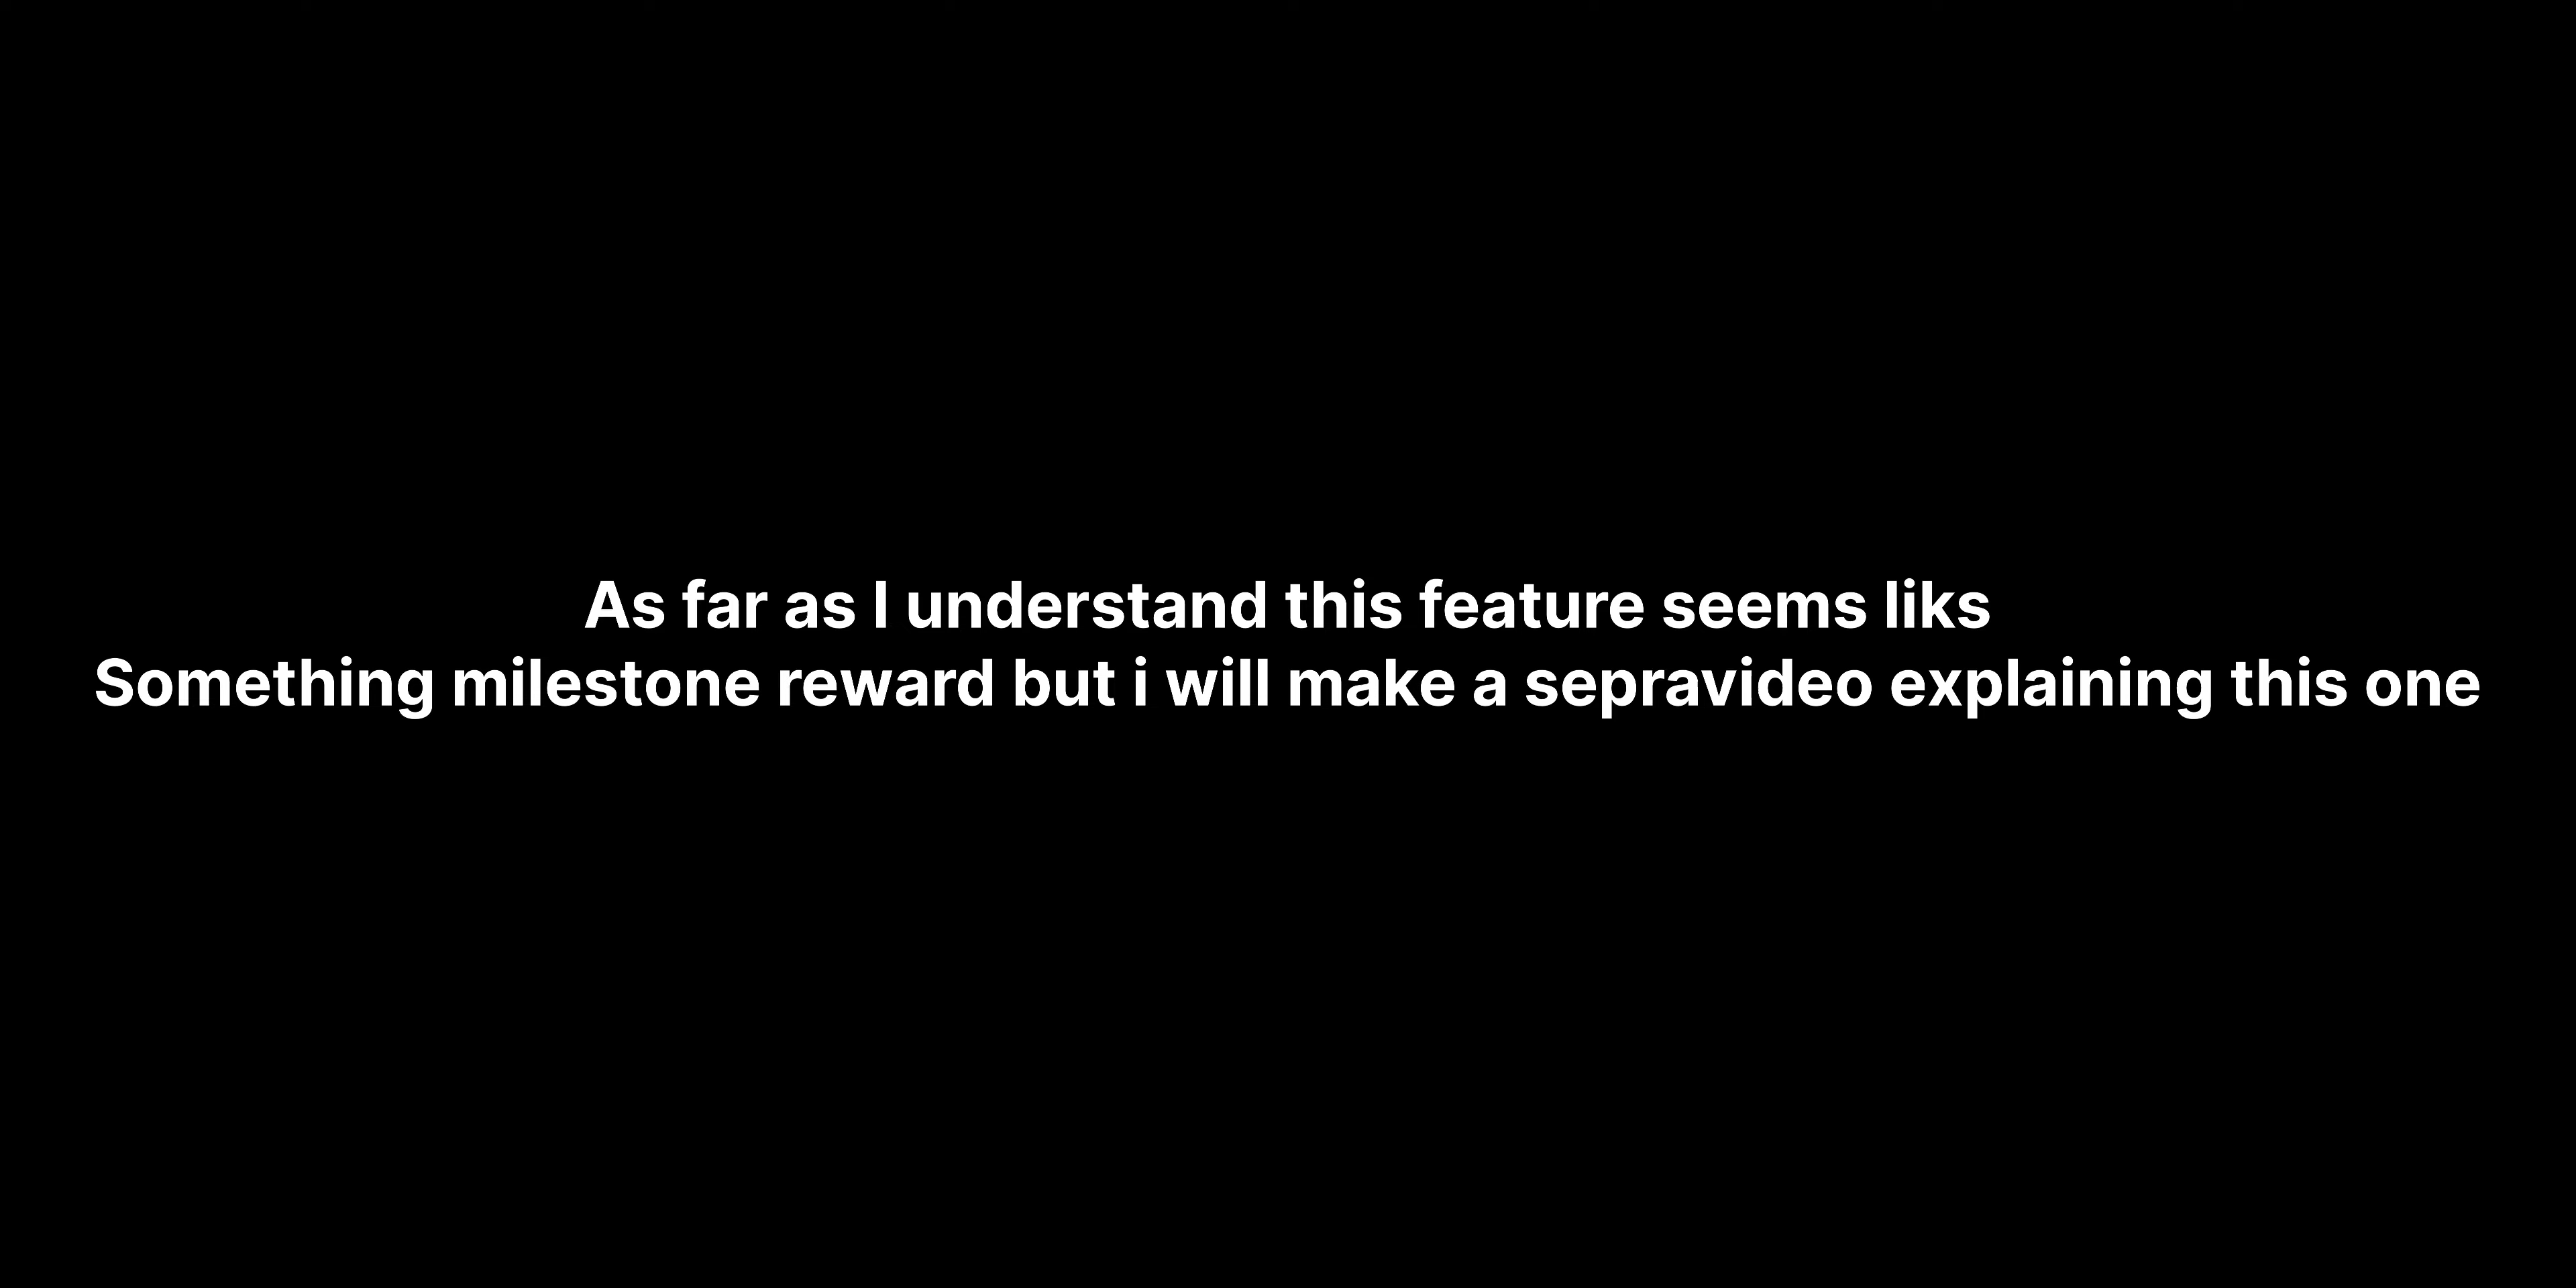 As far as I understand this feature seems liks
Something milestone reward but i will make a sepravideo explaining this one